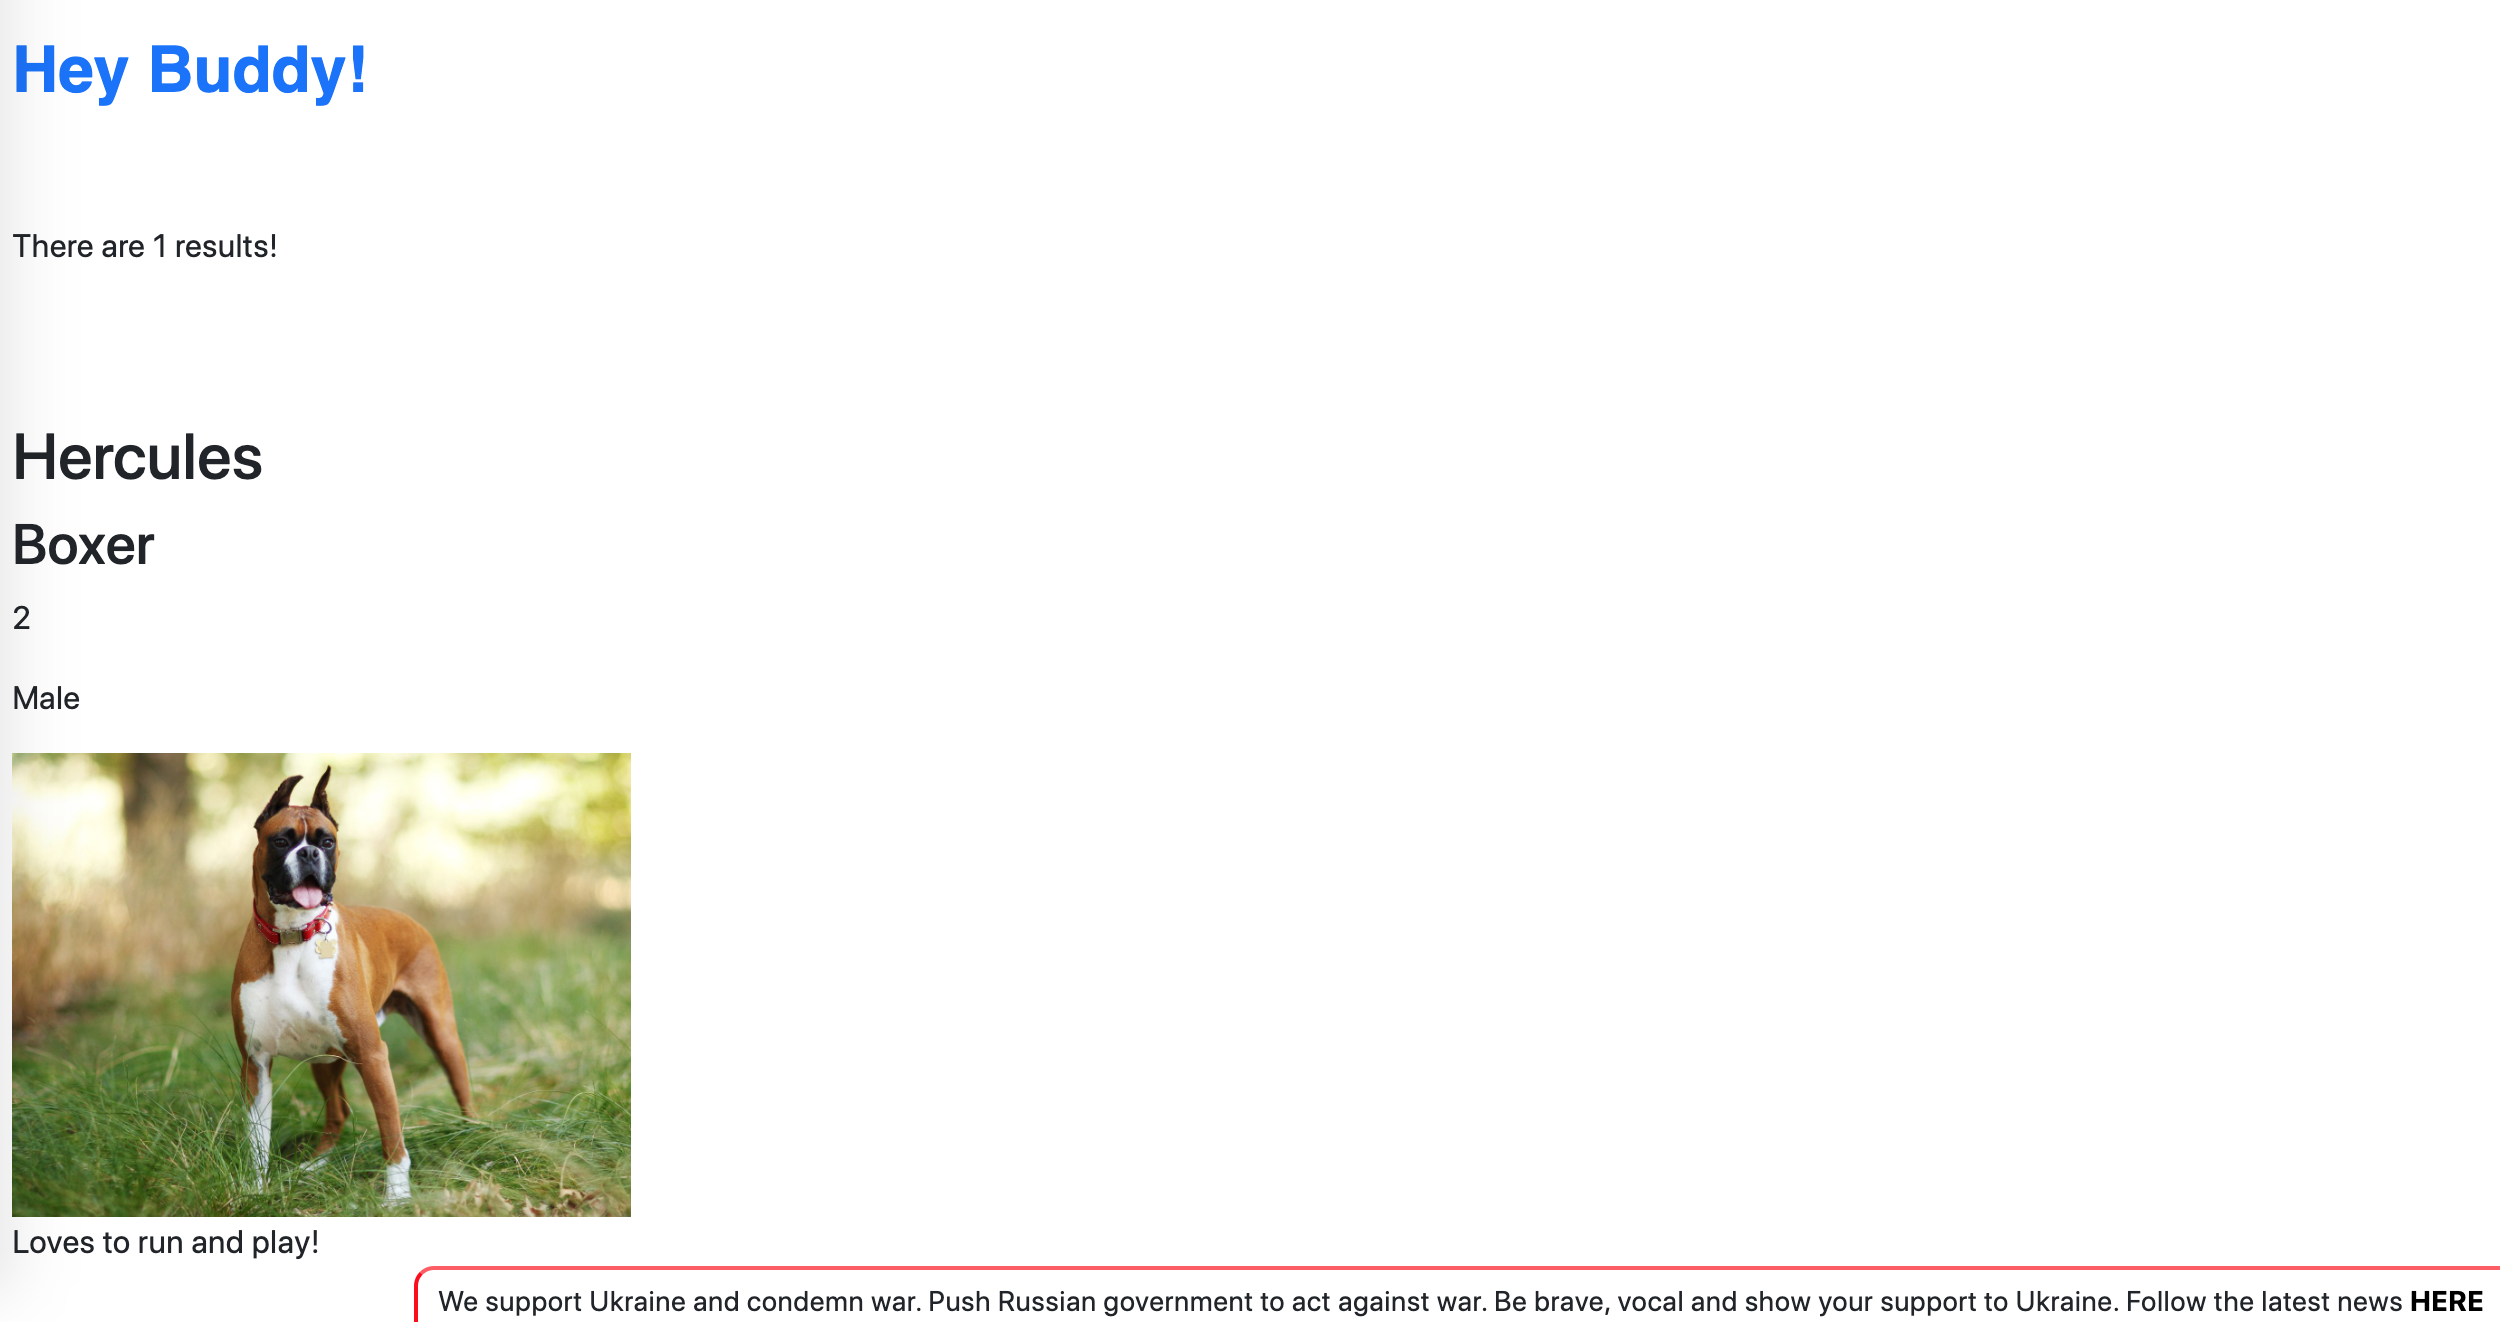 Hey Buddy!
There are 1 results!
Hercules
Boxer
2
Male
Loves to run and play!
We support Ukraine and condemn war. Push Russian government to act against war. Be brave, vocal and show your support to Ukraine. Follow the latest news HERE